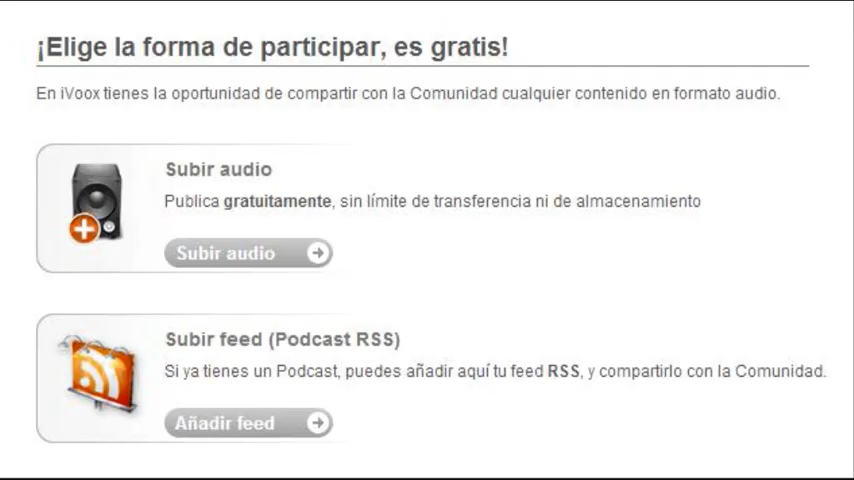 ¡Elige la forma de participar, es gratis!
En iVoox tienes la oportunidad de compartir con la Comunidad cualquier contenido en formato audio.
Subir audio
Publica gratuitamente, sin límite de transferencia ni de almacenamiento
Subir audio
Subir feed (Podcast RSS)
Si ya tienes un Podcast, puedes añadir aquí tu feed RSS, y compartirlo con la Comunidad.
Añadir feed